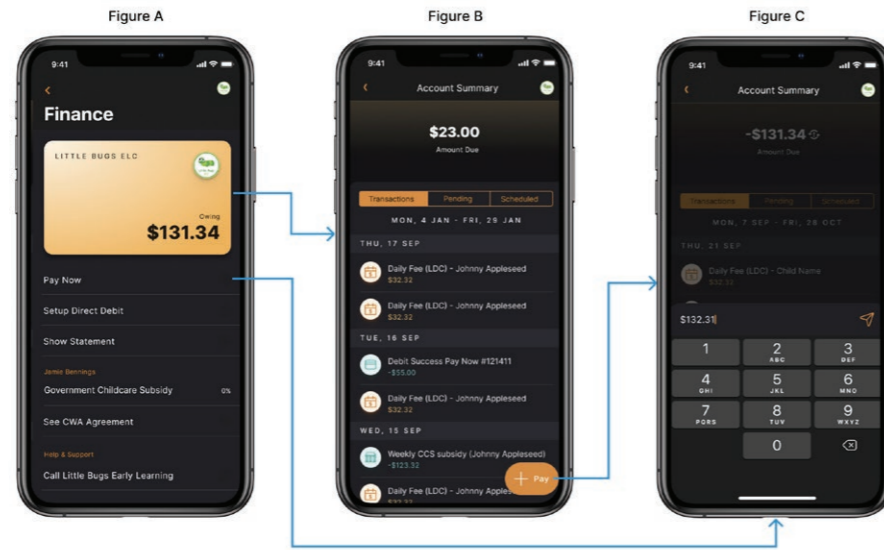 Figure A
9:41
Finance
LITTLE BUGS ELC
Owing
$131.34
Pay Now
Setup Direct Debit
Show Statement
Jamie Bennings
Government Childcare Subsidy 0%
See CWA Agreement
Help & Support
Call Little Bugs Early Learning
Figure B
9:41
Account Summary
$23.00
Amount Due
Transactions Pending Scheduled
MON, 4 JAN - FRI, 29 JAN
THU, 17 SEP
Daily Fee (LDC) - Johnny Appleseed
$32.32
Daily Fee (LDC) - Johnny Appleseed
$32.32
TUE, 16 SEP
Debit Success Pay Now #121411
-$55.00
Daily Fee (LDC) - Johnny Appleseed
$32.32
WED, 15 SEP
Weekly CCS subsidy (Johnny Appleseed)
-$123.32
+ Pay
Daily Fee (LDC) - Johnny Apples
$32.32
Figure C
9:41
Account Summary
-$131.34
Amount Due
Transactions Pending Scheduled
MON, 7 SEP - FRI, 26 OCT
THU, 21 SEP
Daily Fee (LDC) - Child Name
$32.32
$132.31
1 2 3
ABC DEF
4 5 6
GHI JKL MNO
7 8 9
PQRS TUV WXYZ
0